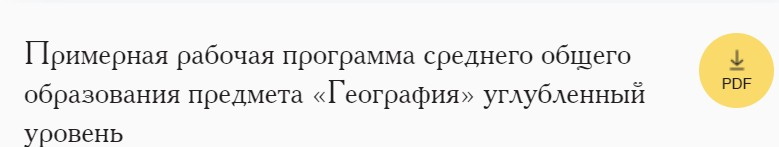 Примерная рабочая программа среднего общего
образования предмета «География» углубленный
уровень
PDF